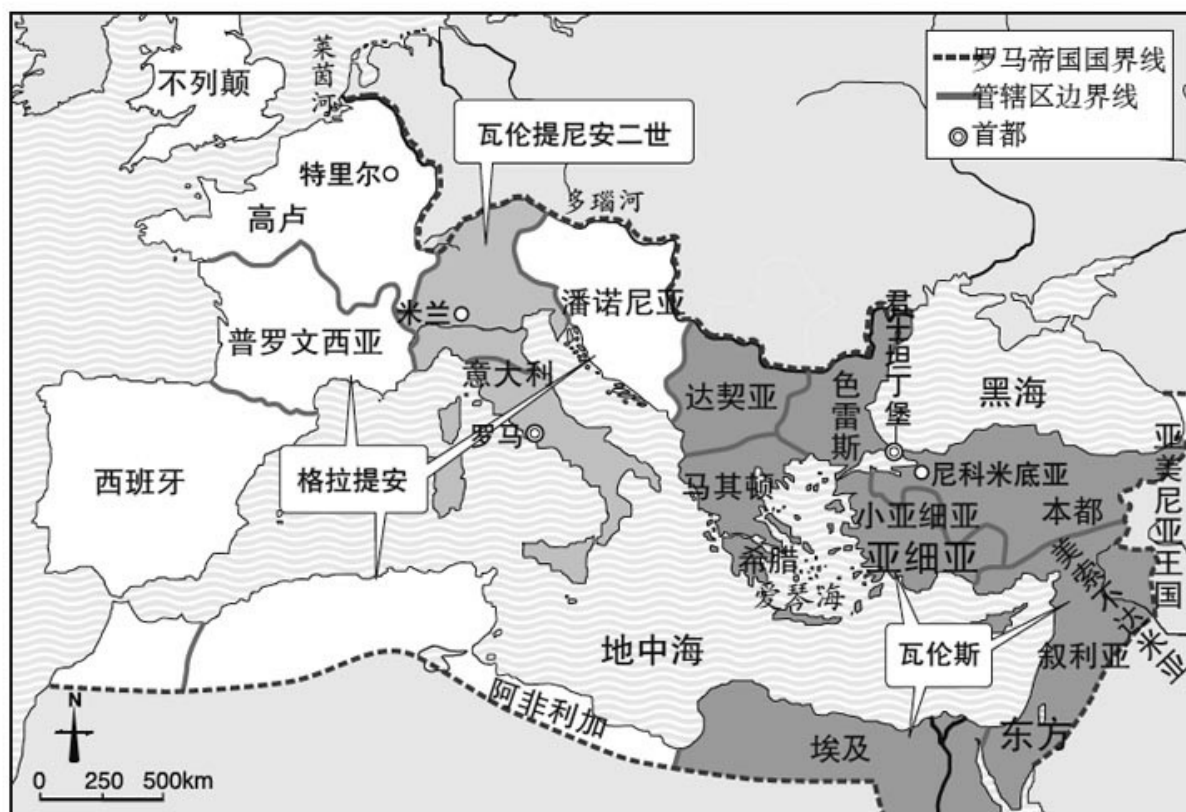 罗马帝国国界线
管辖区边界线
首都
莱茵河
不列颠
瓦伦提尼安二世
特里尔
高卢
多瑙河
米兰
潘诺尼亚
普罗文西亚
意大利
达契亚
色雷斯
君士坦丁堡
黑海
罗马
格拉提安
西班牙
马其顿
尼科米底亚
小亚细亚
本都
亚美尼亚王国
希腊
亚细亚
爱琴海
美索不达米亚
地中海
瓦伦斯
叙利亚
阿非利加
埃及
东方
N
0 250 500km